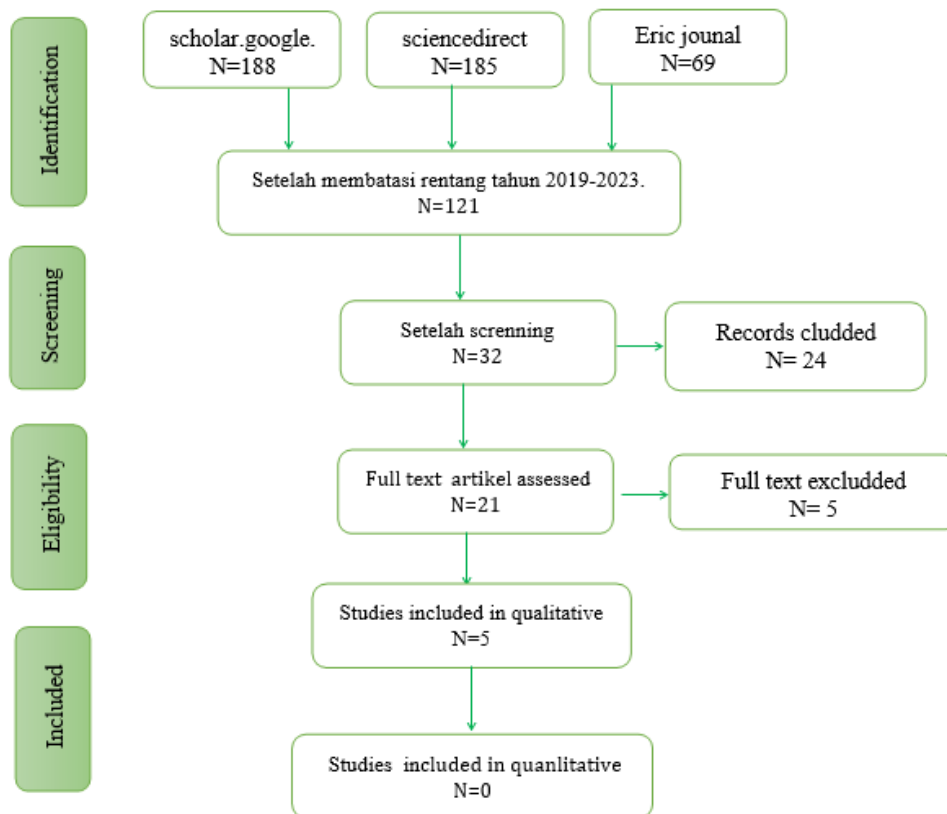 Identification
scholar.google.
N=188
sciencedirect
N=185
Eric jounal
N=69
Setelah membatasi rentang tahun 2019-2023.
N=121
Screening
Setelah screnning
N=32
Records cludded
N= 24
Eligibility
Full text artikel assessed
N=21
Full text excludded
N= 5
Included
Studies included in qualitative
N=5
Studies included in quanlitative
N=0